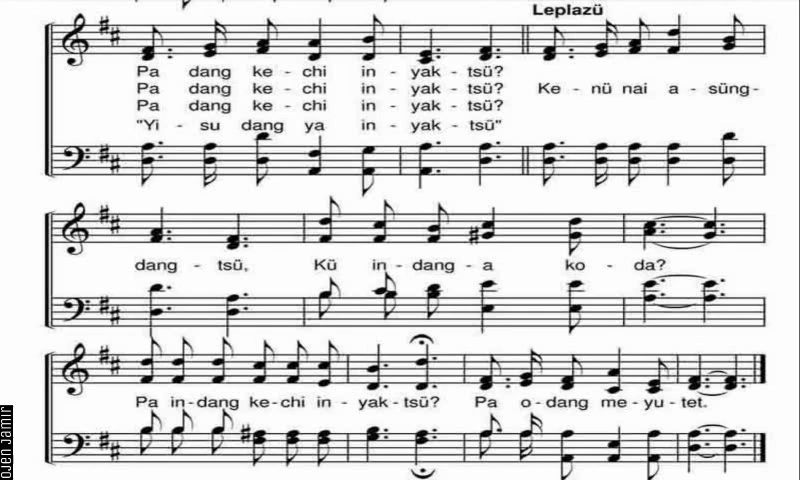 Leplazü
Pa dang ke - chi in - yak - tsü?
Pa dang ke - chi in - yak - tsü? Ke - nü nai a - süng-
Pa dang ke - chi in - yak - tsü?
"Yi - su dang ya in - yak - tsü"
dang - tsü, Kü in - dang - a ko - da?
Pa in-dang ke-chi in-yak-tsü? Pa o-dang me-yu-tet.
Ojen Jamir